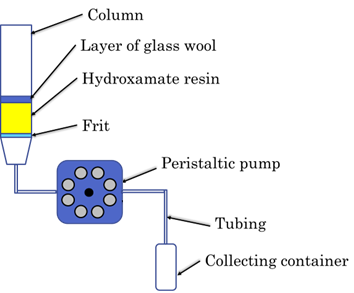 Column
Layer of glass wool
Hydroxamate resin
Frit
Peristaltic pump
Tubing
Collecting container